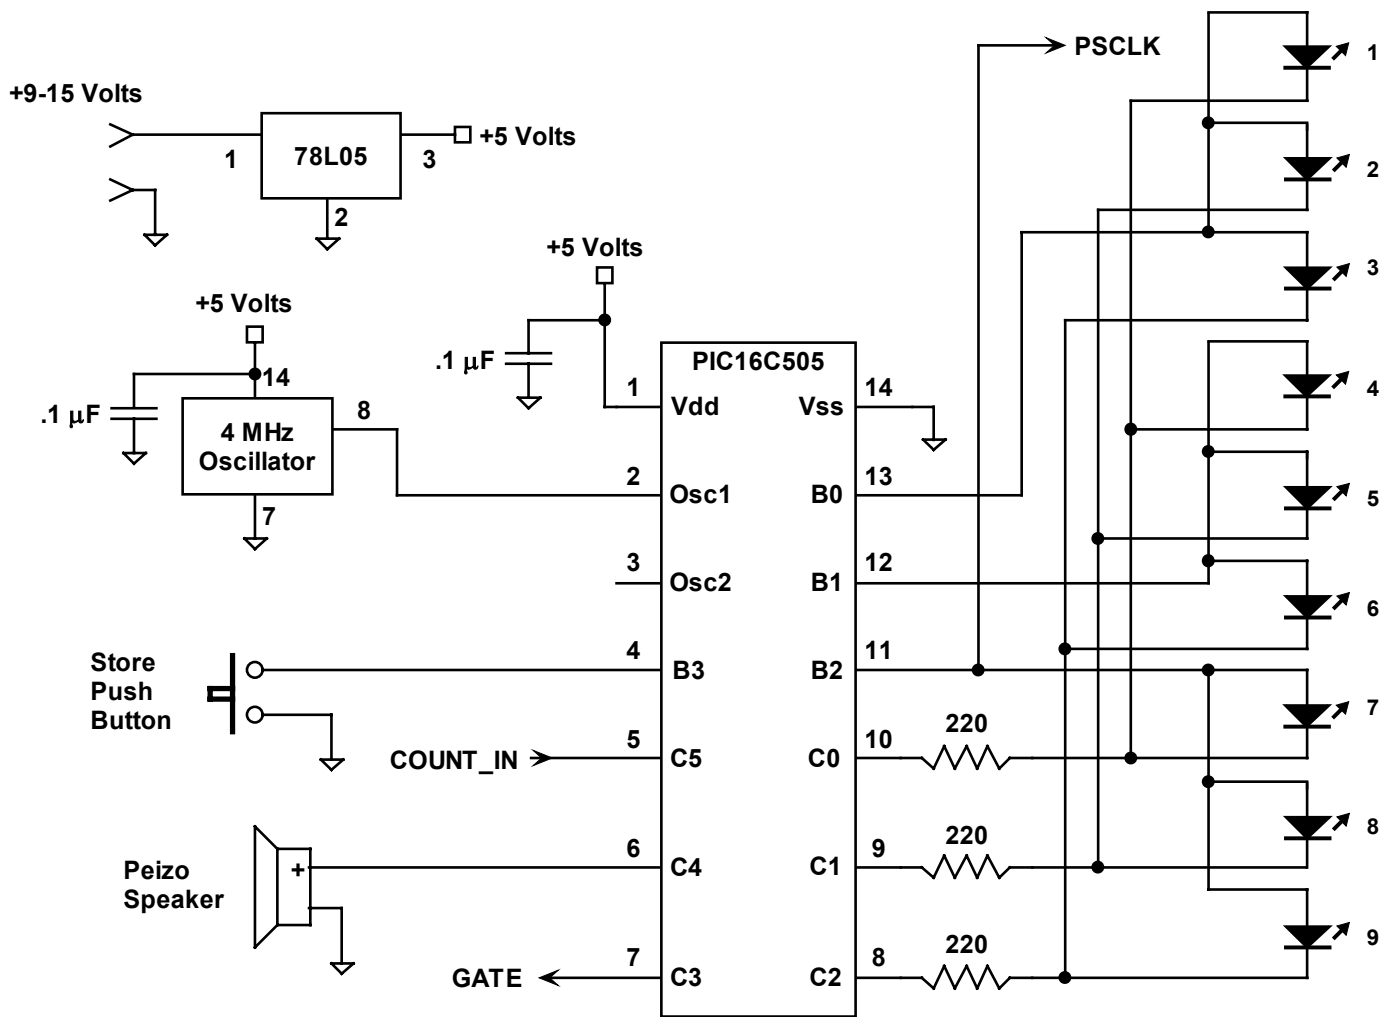 +9-15 Volts
1
78L05
3
+5 Volts
2
+5 Volts
.1 µF
14
4 MHz
Oscillator
8
7
+5 Volts
.1 µF
PIC16C505
1
Vdd
2
Osc1
3
Osc2
4
B3
5
C5
6
C4
7
C3
14
Vss
13
B0
12
B1
11
B2
10
C0
9
C1
8
C2
Store
Push
Button
COUNT_IN
Peizo
Speaker
+
GATE
PSCLK
220
220
220
1
2
3
4
5
6
7
8
9